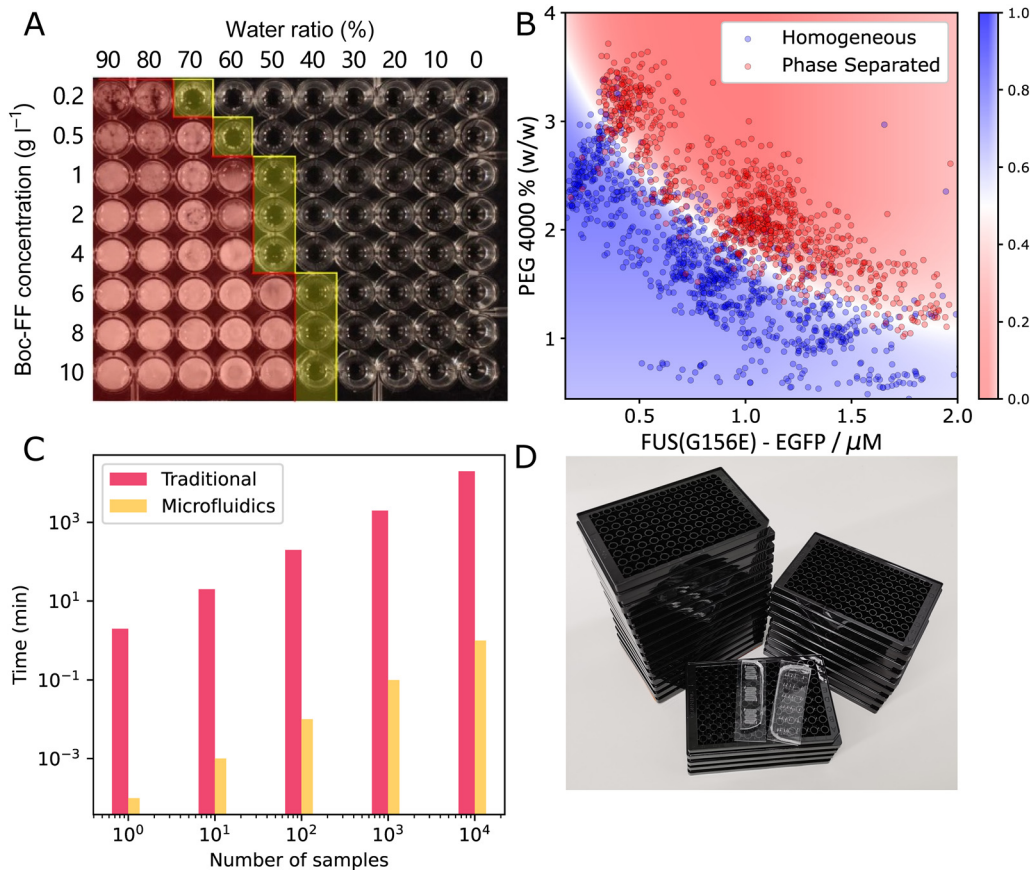 A
Water ratio (%)
90 80 70 60 50 40 30 20 10 0
Boc-FF concentration (g l⁻¹)
0.2
0.5
1
2
4
6
8
10
B
Homogeneous
Phase Separated
PEG 4000 % (w/w)
4
3
2
1
0.5 1.0 1.5 2.0
FUS(G156E) - EGFP / μM
1.0
0.8
0.6
0.4
0.2
0.0
C
Traditional
Microfluidics
Time (min)
10³
10¹
10⁻¹
10⁻³
10⁰ 10¹ 10² 10³ 10⁴
Number of samples
D